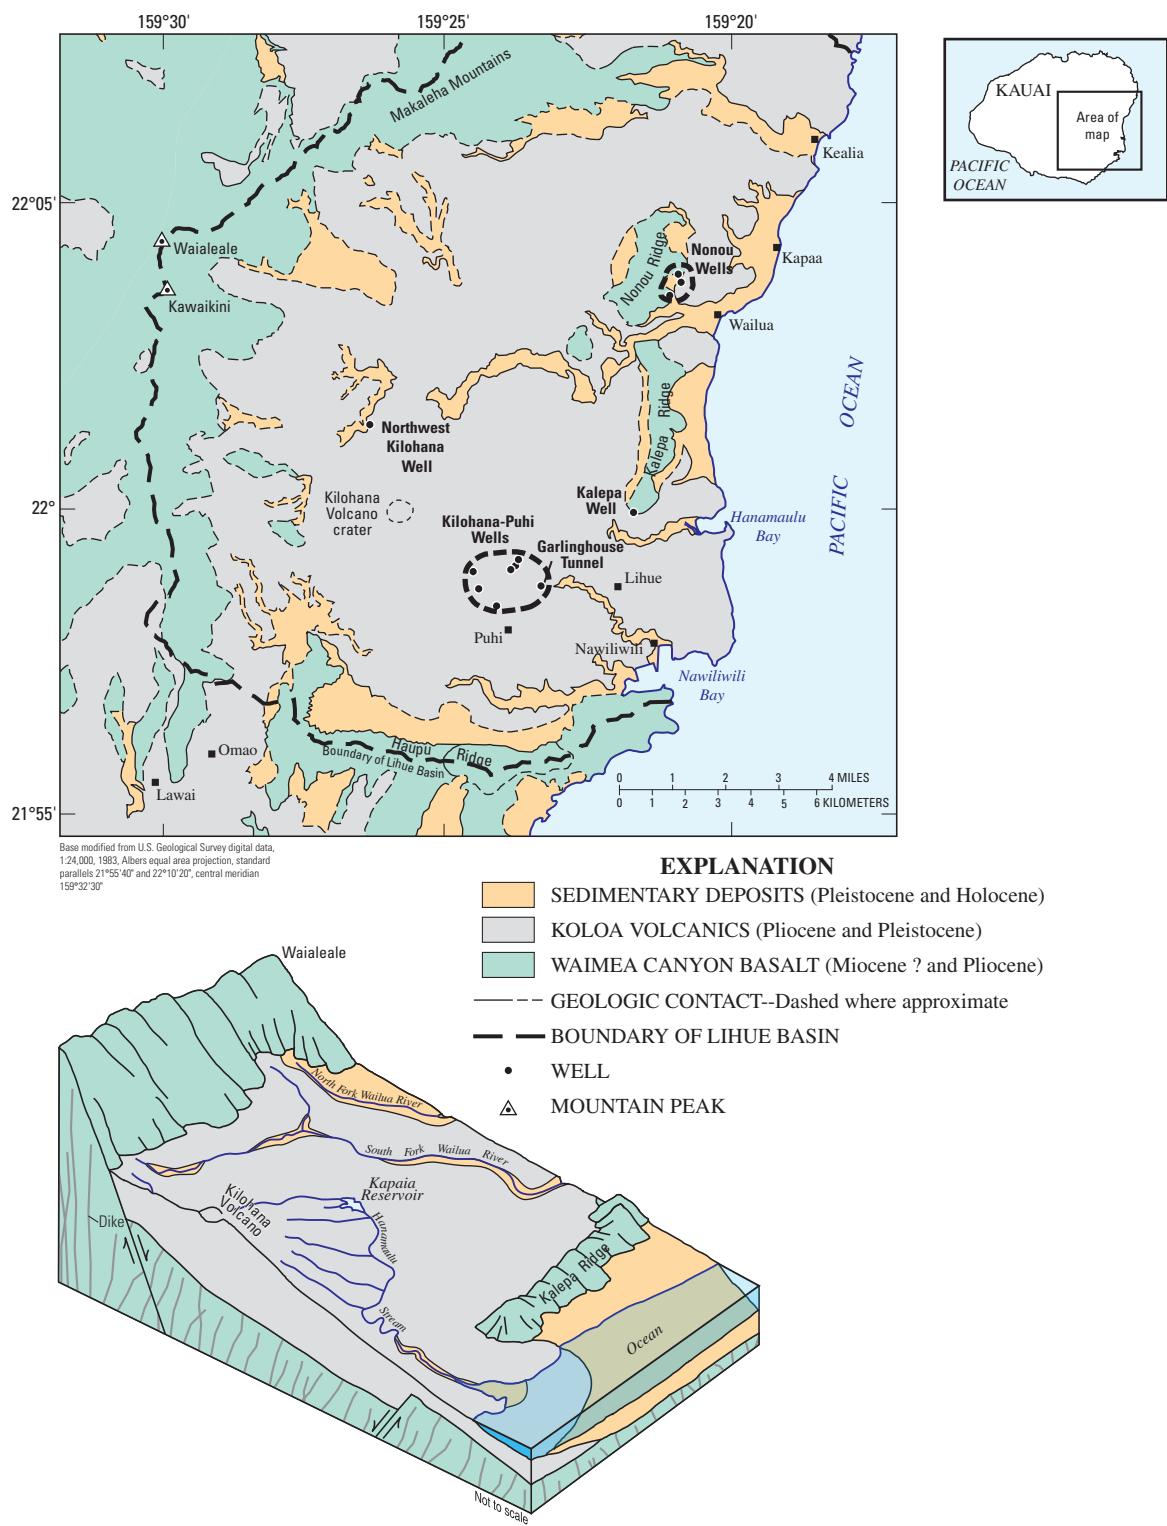 159°30'
159°25'
159°20'
22°05'
22°
21°55'
Makaleha Mountains
Kealia
Waialeale
Kawaikini
Nonou Ridge
Nonou
Wells
Kapaa
Wailua
Northwest
Kilohana
Well
Kalepa Ridge
Kilohana
Volcano
crater
Kalepa
Well
Kilohana-Puhi
Wells
Garlinghouse
Tunnel
Hanamaulu
Bay
PACIFIC OCEAN
Lihue
Puhi
Nawiliwili
Nawiliwili
Bay
Haupu Ridge
Boundary of Lihue Basin
Omao
Lawai
0 1 2 3 4 MILES
0 1 2 3 4 5 6 KILOMETERS
KAUAI
Area of
map
PACIFIC
OCEAN
Base modified from U.S. Geological Survey digital data,
1:24,000, 1983, Albers equal area projection, standard
parallels 21°55'40" and 22°10'20", central meridian
159°32'30"
EXPLANATION
SEDIMENTARY DEPOSITS (Pleistocene and Holocene)
KOLOA VOLCANICS (Pliocene and Pleistocene)
WAIMEA CANYON BASALT (Miocene ? and Pliocene)
GEOLOGIC CONTACT--Dashed where approximate
BOUNDARY OF LIHUE BASIN
WELL
MOUNTAIN PEAK
Waialeale
North Fork Wailua River
South Fork Wailua River
Kapaia
Reservoir
Kilohana
Volcano
Hanamaulu
Stream
Dike
Kalepa Ridge
Ocean
Not to scale